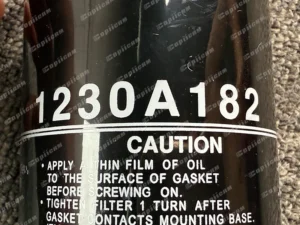 1230A182
CAUTION
• APPLY A THIN FILM OF OIL
TO THE SURFACE OF GASKET
BEFORE SCREWING ON.
• TIGHTEN FILTER 1 TURN AFTER
GASKET CONTACTS MOUNTING BASE.